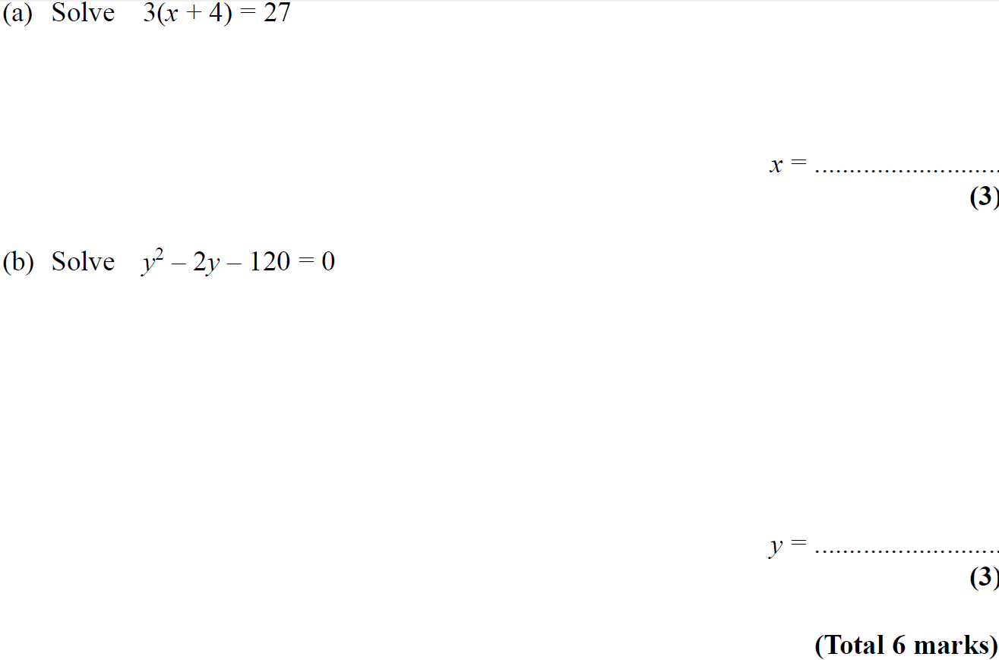 (a) Solve 3(x + 4) = 27
x = ...........................
(3)
(b) Solve y² – 2y – 120 = 0
y = ...........................
(3)
(Total 6 marks)